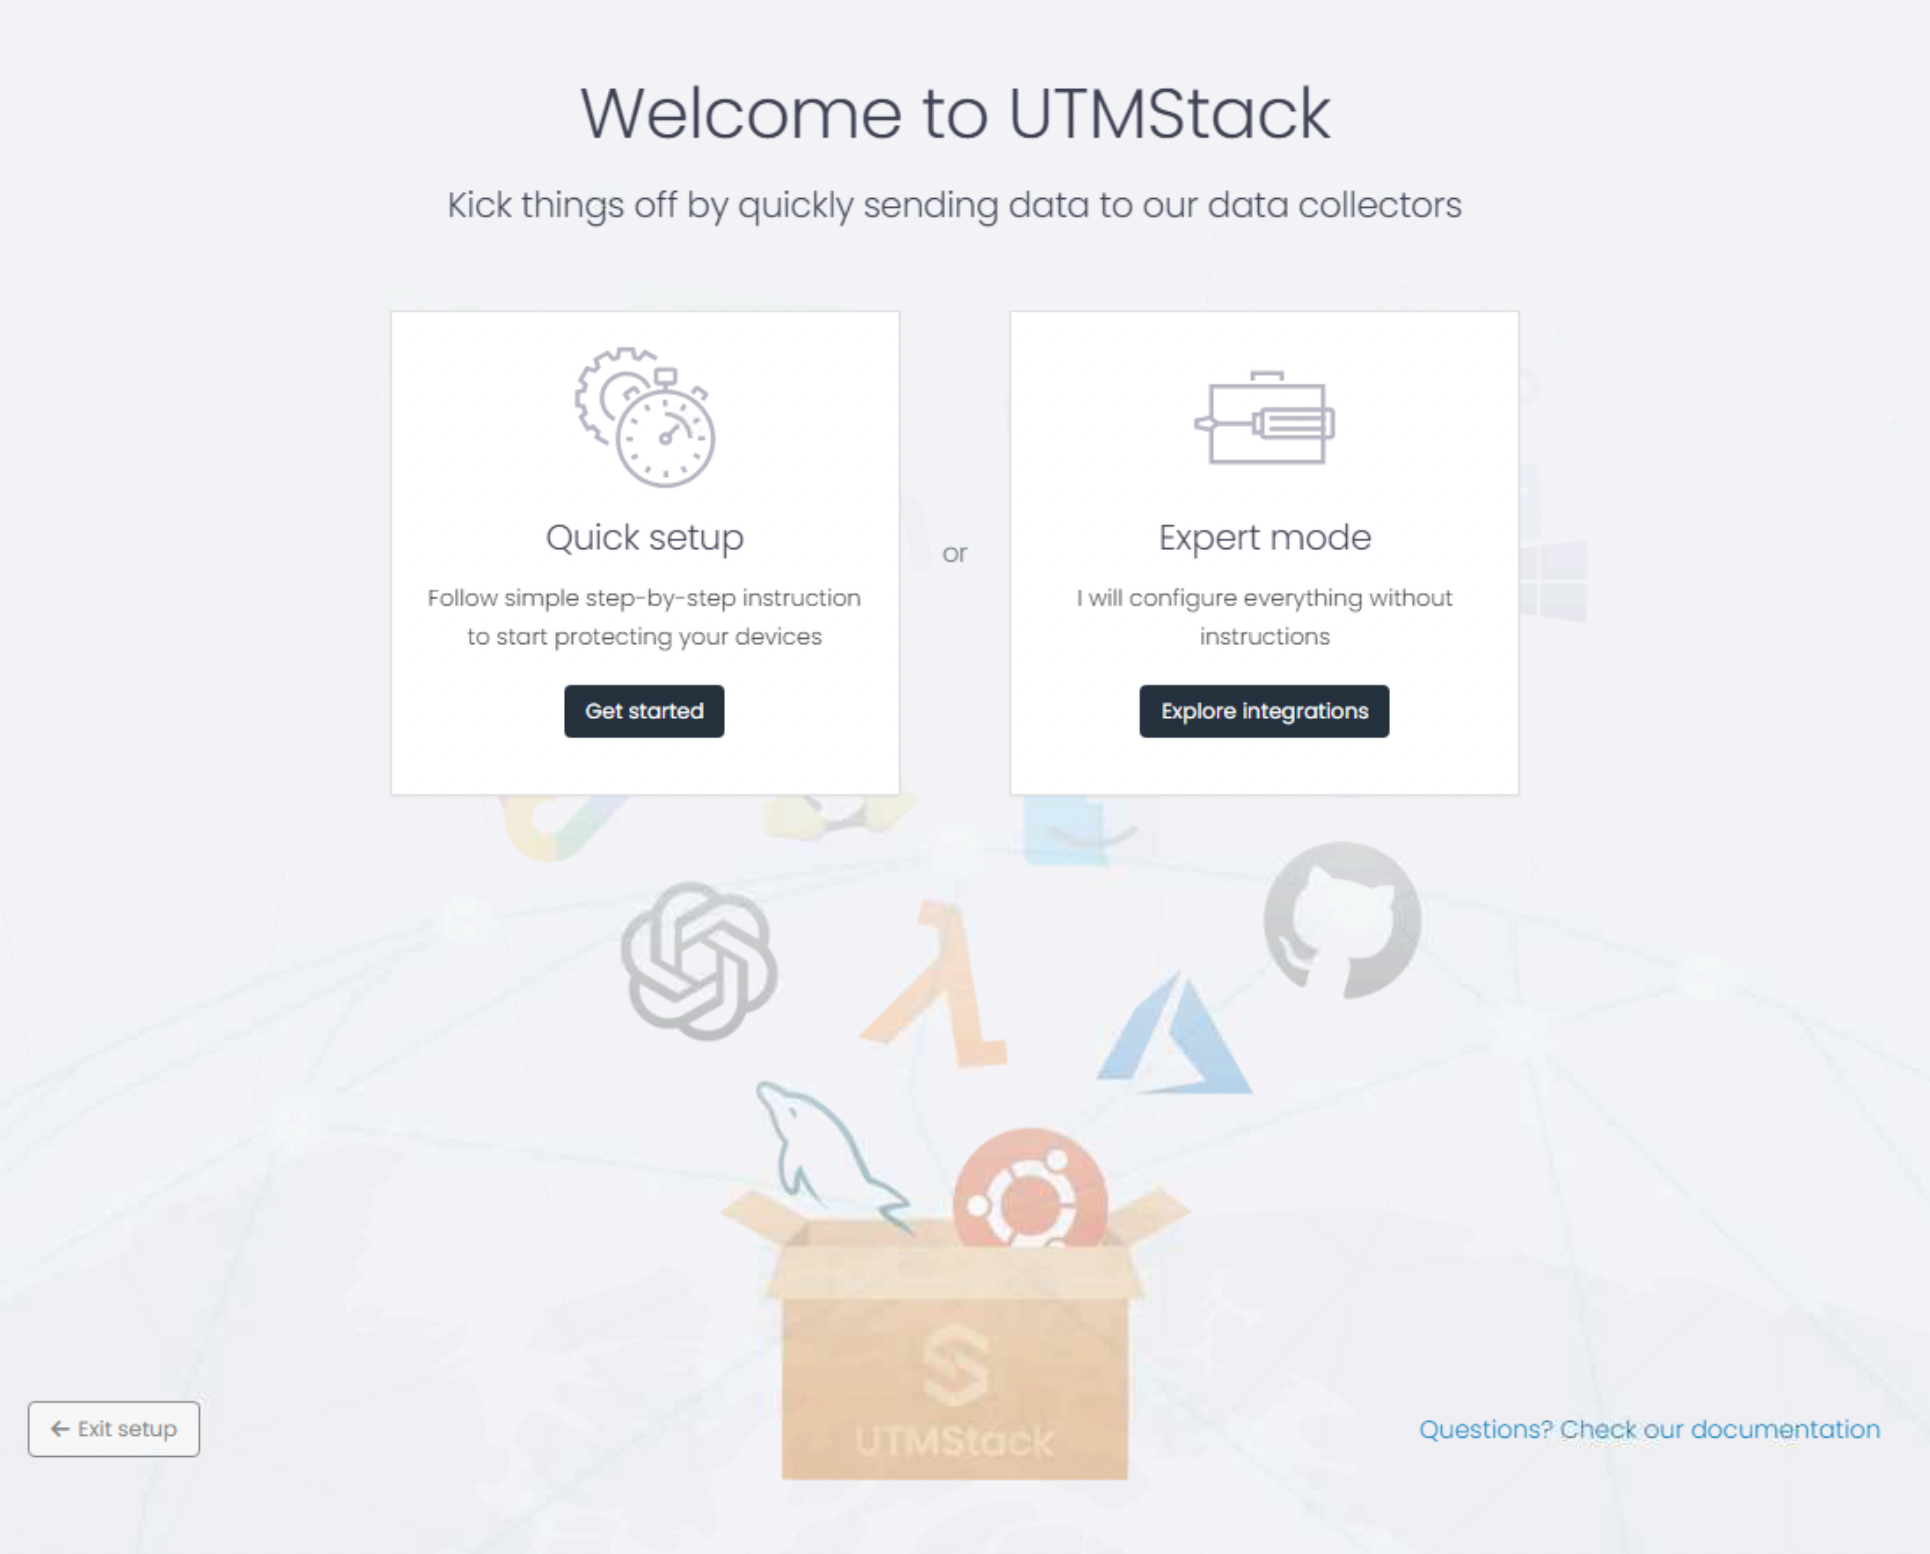 Welcome to UTMStack
Kick things off by quickly sending data to our data collectors
Quick setup
Follow simple step-by-step instruction
to start protecting your devices
Get started
or
Expert mode
I will configure everything without
instructions
Explore integrations
UTMStack
← Exit setup
Questions? Check our documentation